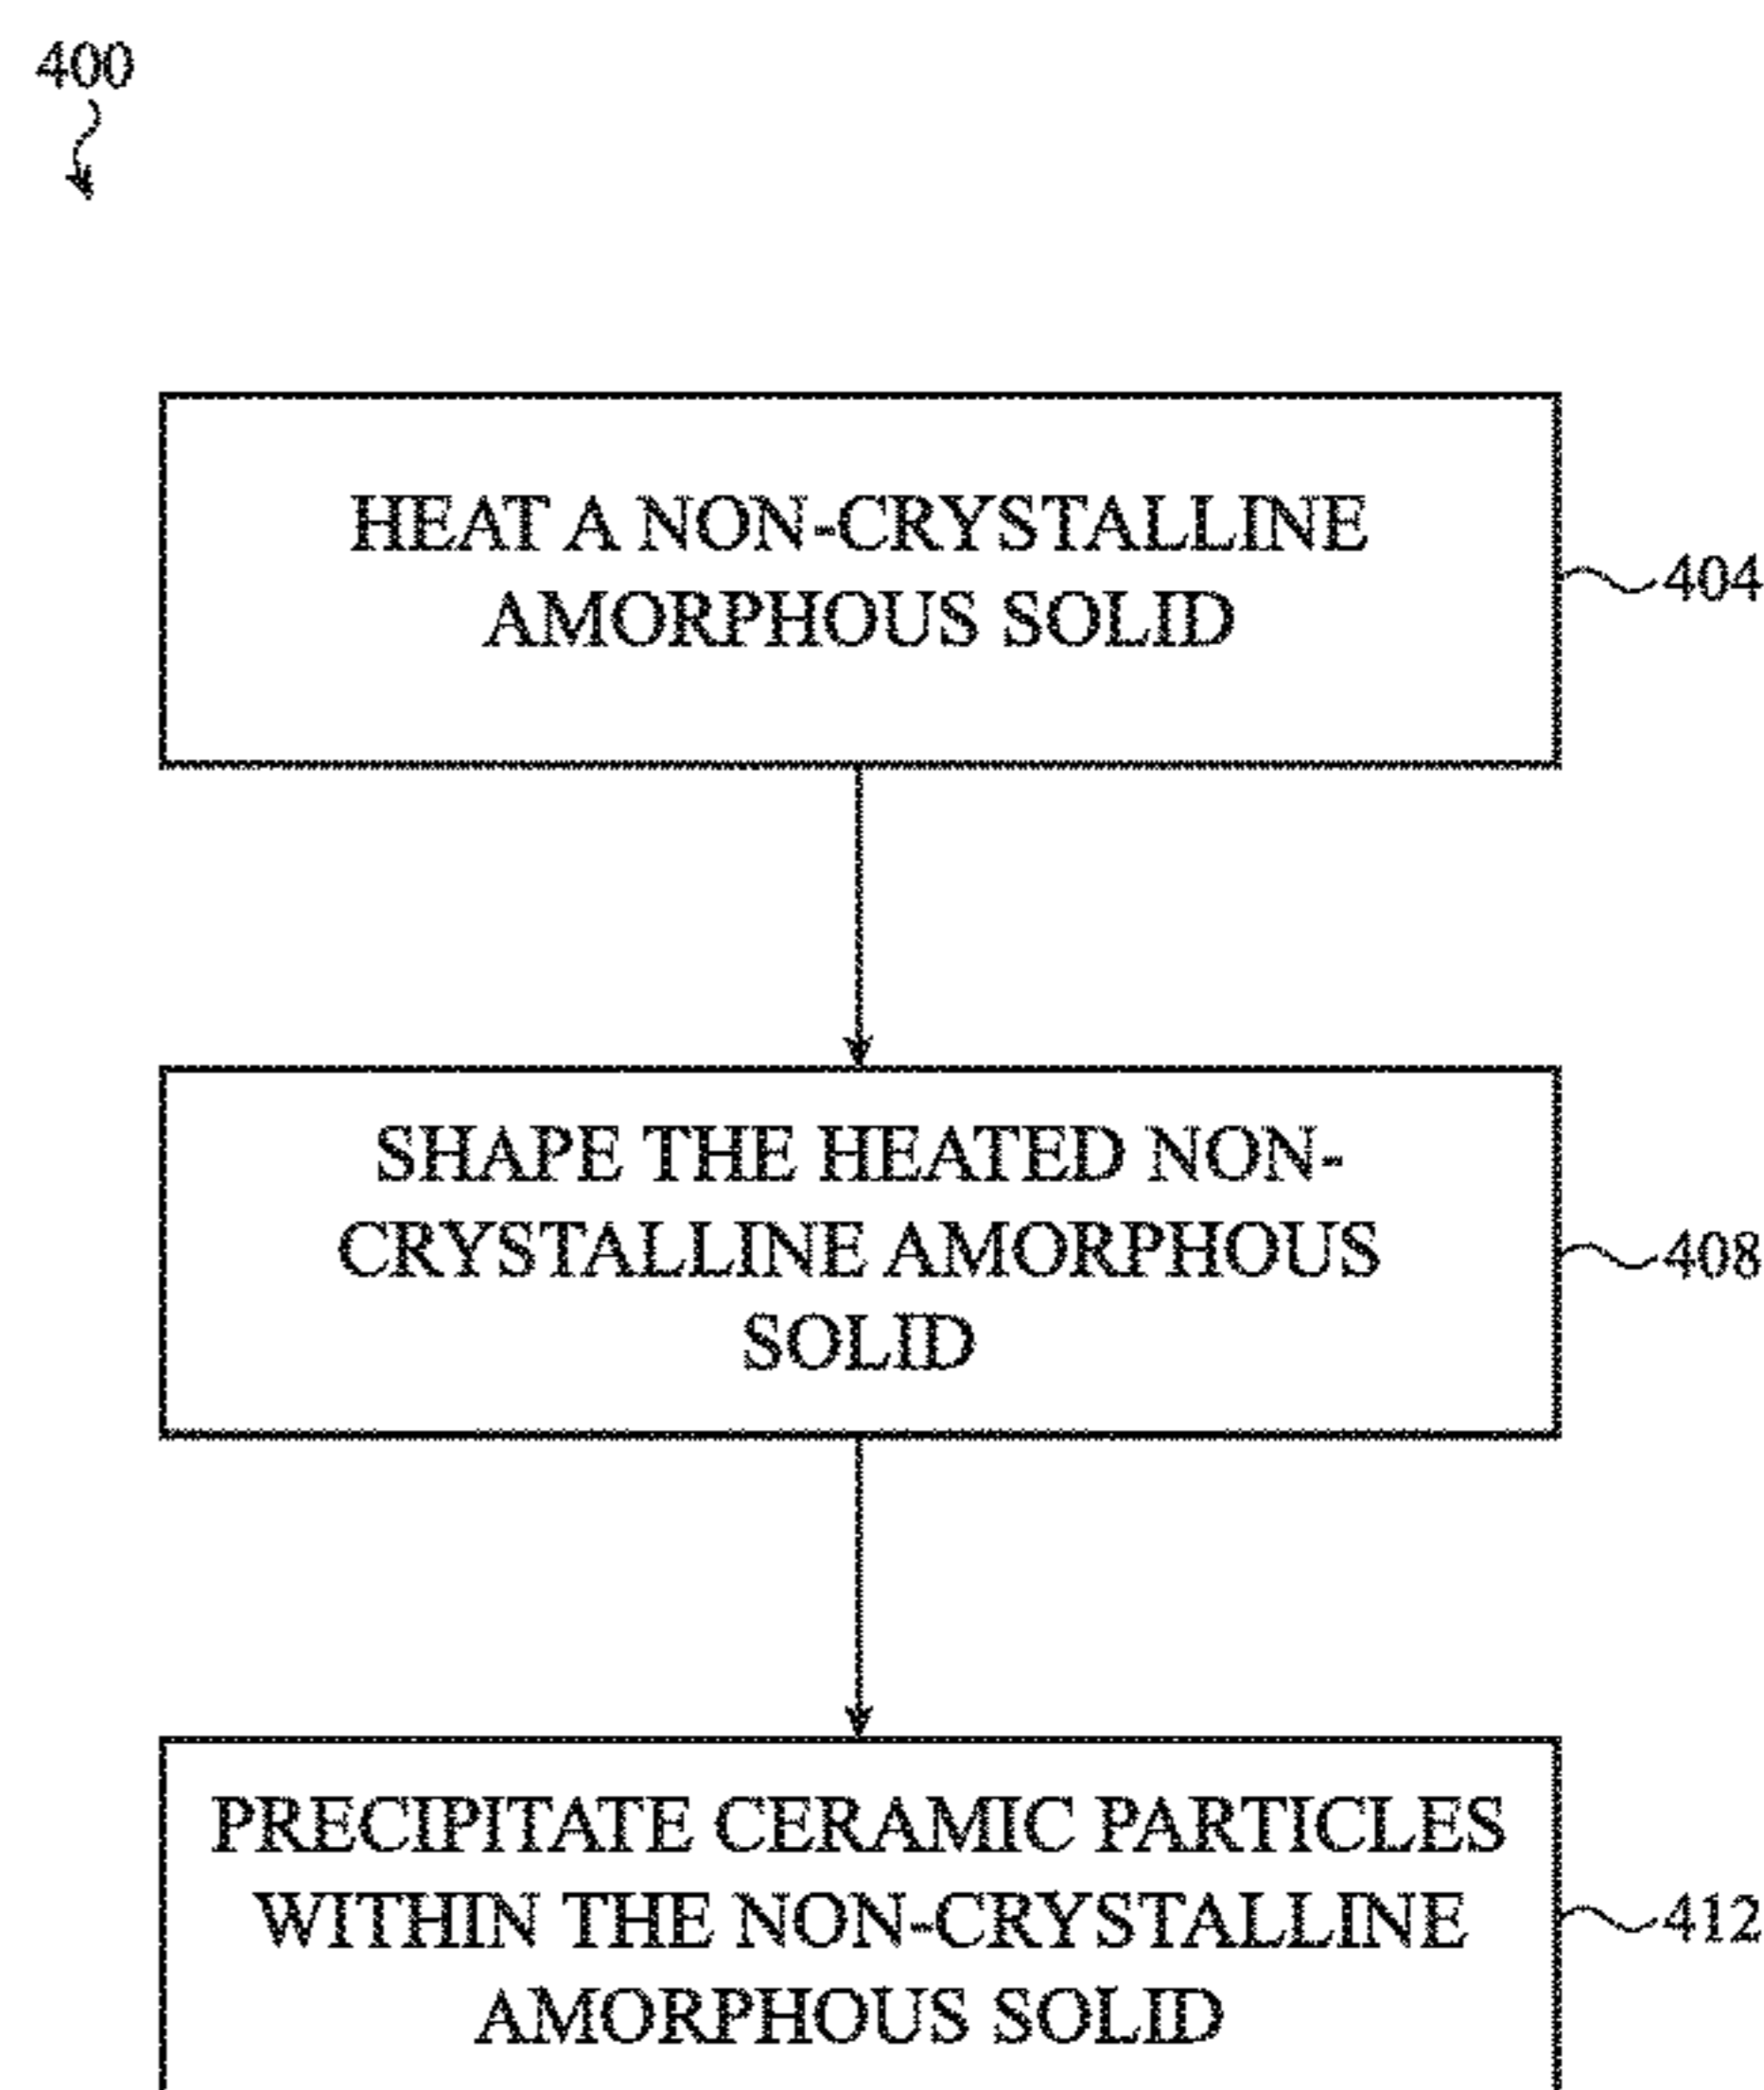 400
HEAT A NON-CRYSTALLINE
AMORPHOUS SOLID
404
SHAPE THE HEATED NON-
CRYSTALLINE AMORPHOUS
SOLID
408
PRECIPITATE CERAMIC PARTICLES
WITHIN THE NON-CRYSTALLINE
AMORPHOUS SOLID
412